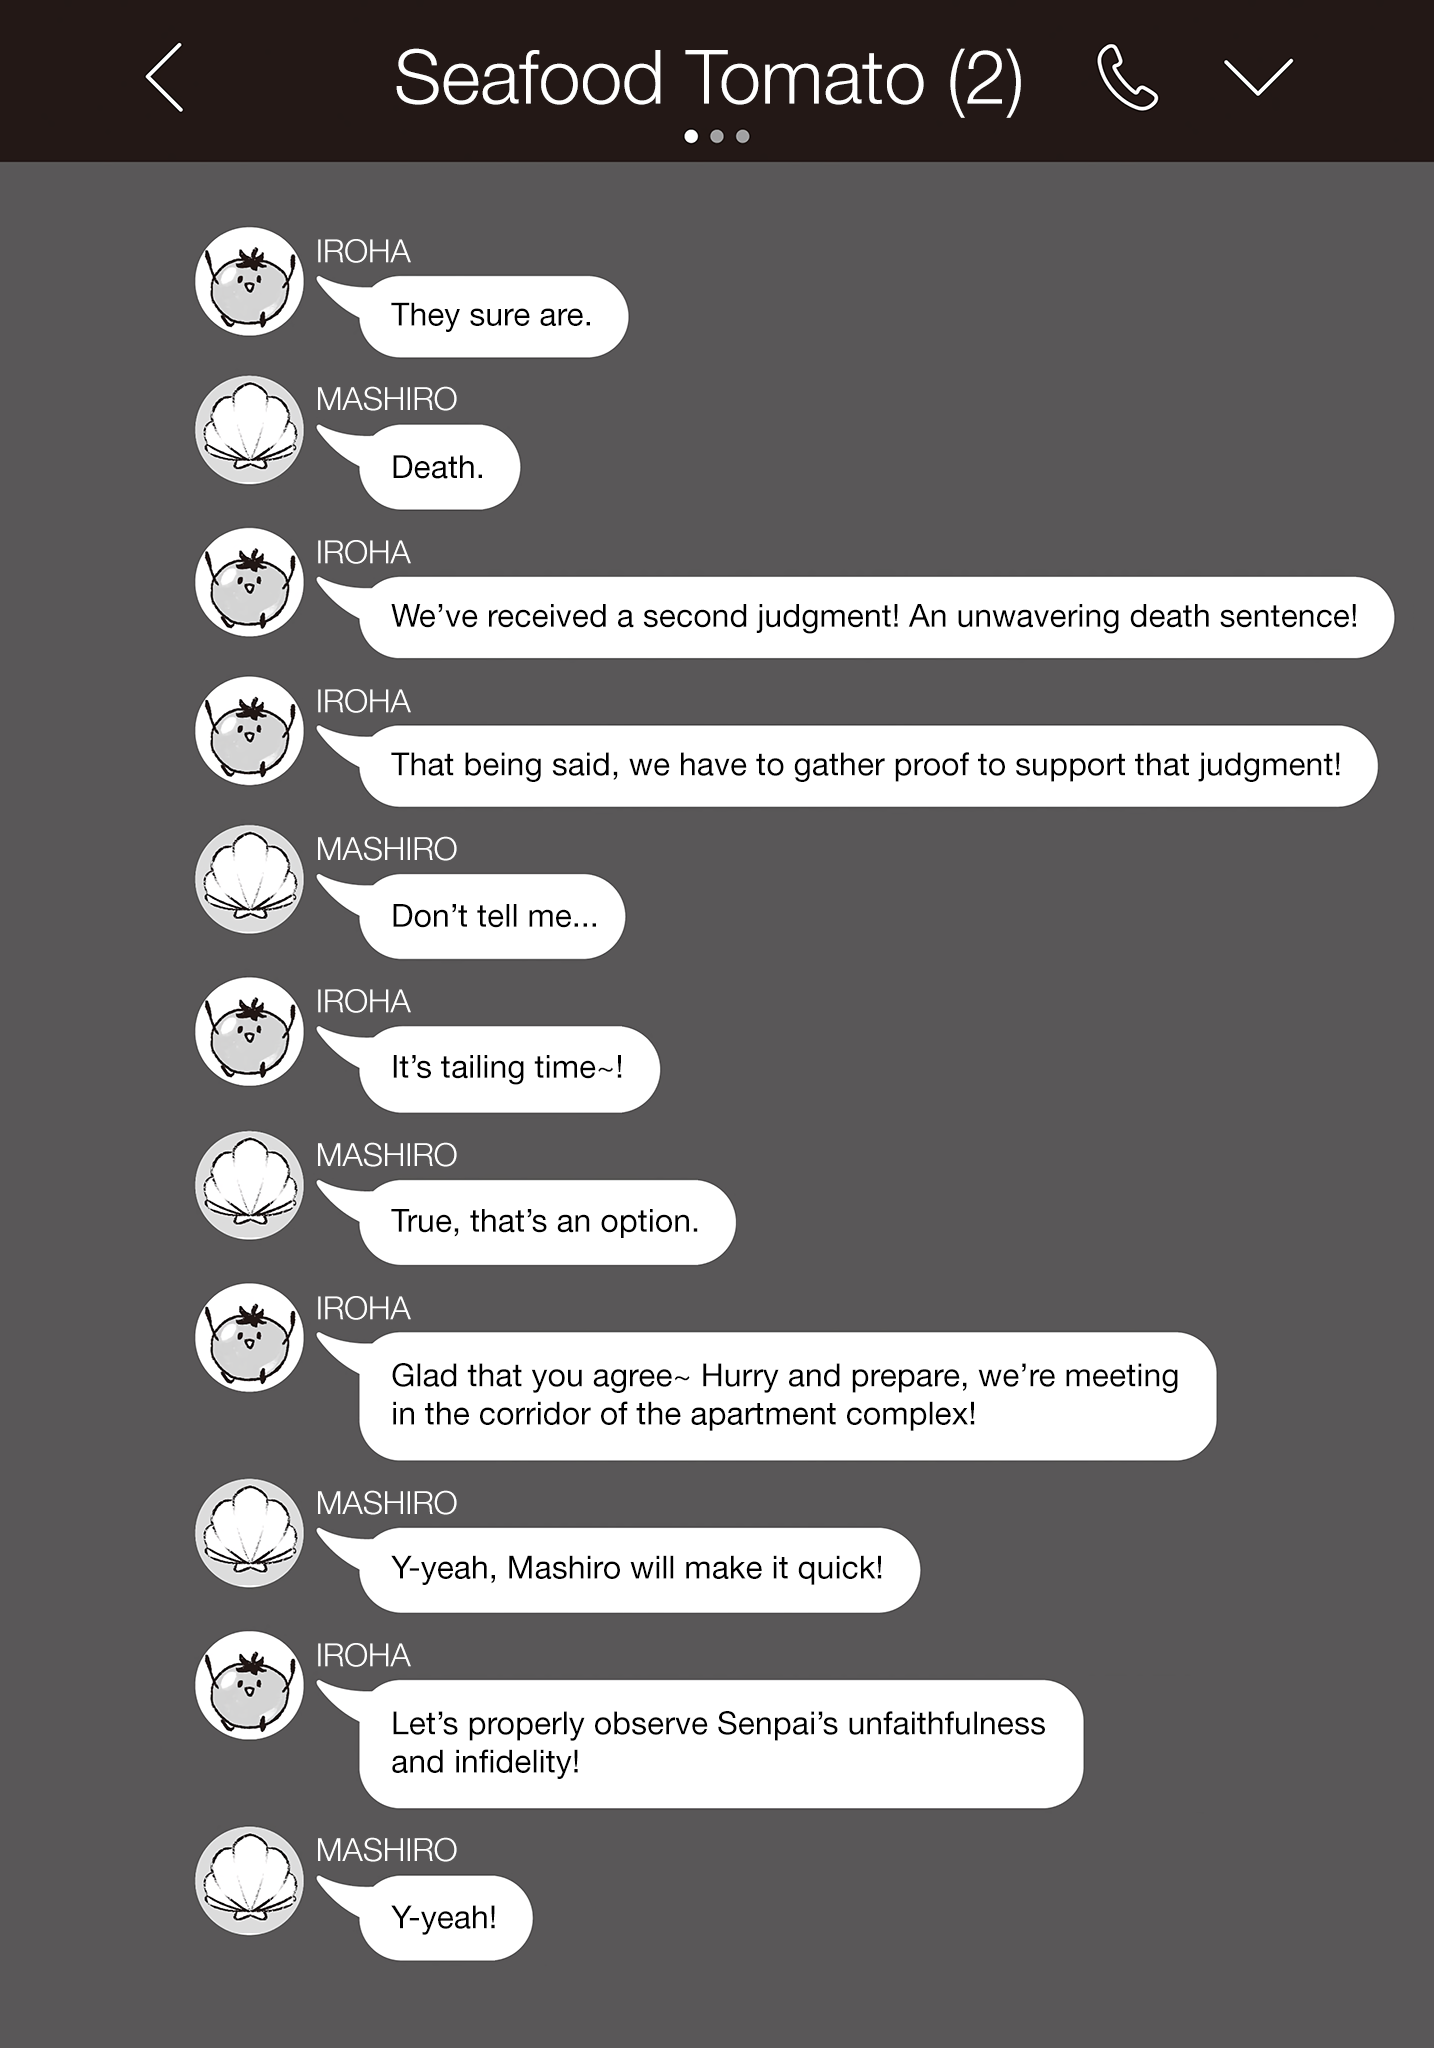 Seafood Tomato (2)
IROHA
They sure are.
MASHIRO
Death.
IROHA
We’ve received a second judgment! An unwavering death sentence!
IROHA
That being said, we have to gather proof to support that judgment!
MASHIRO
Don’t tell me...
IROHA
It’s tailing time~!
MASHIRO
True, that’s an option.
IROHA
Glad that you agree~ Hurry and prepare, we’re meeting
in the corridor of the apartment complex!
MASHIRO
Y-yeah, Mashiro will make it quick!
IROHA
Let’s properly observe Senpai’s unfaithfulness
and infidelity!
MASHIRO
Y-yeah!